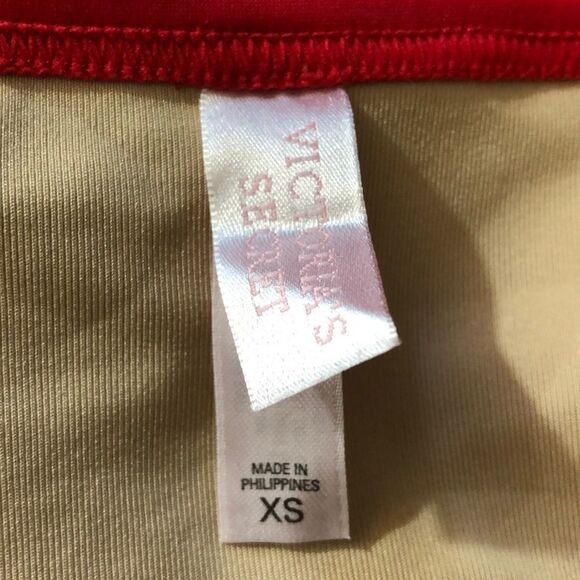 VICTORIA'S
SECRET
MADE IN
PHILIPPINES
XS